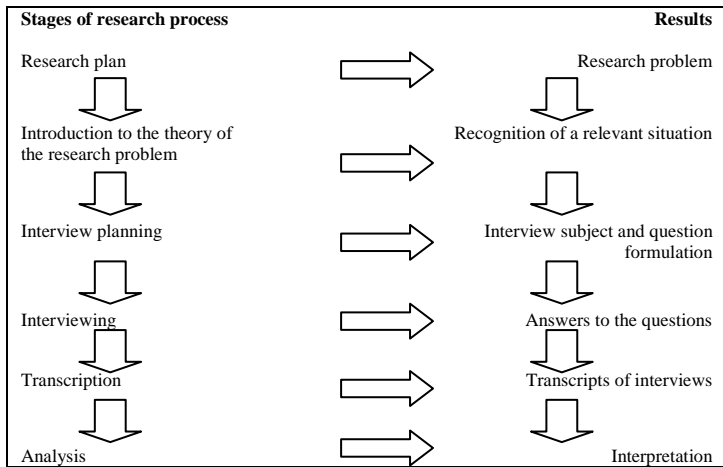 Stages of research process
Results
Research plan
Research problem
Introduction to the theory of
the research problem
Recognition of a relevant situation
Interview planning
Interview subject and question
formulation
Interviewing
Answers to the questions
Transcription
Transcripts of interviews
Analysis
Interpretation